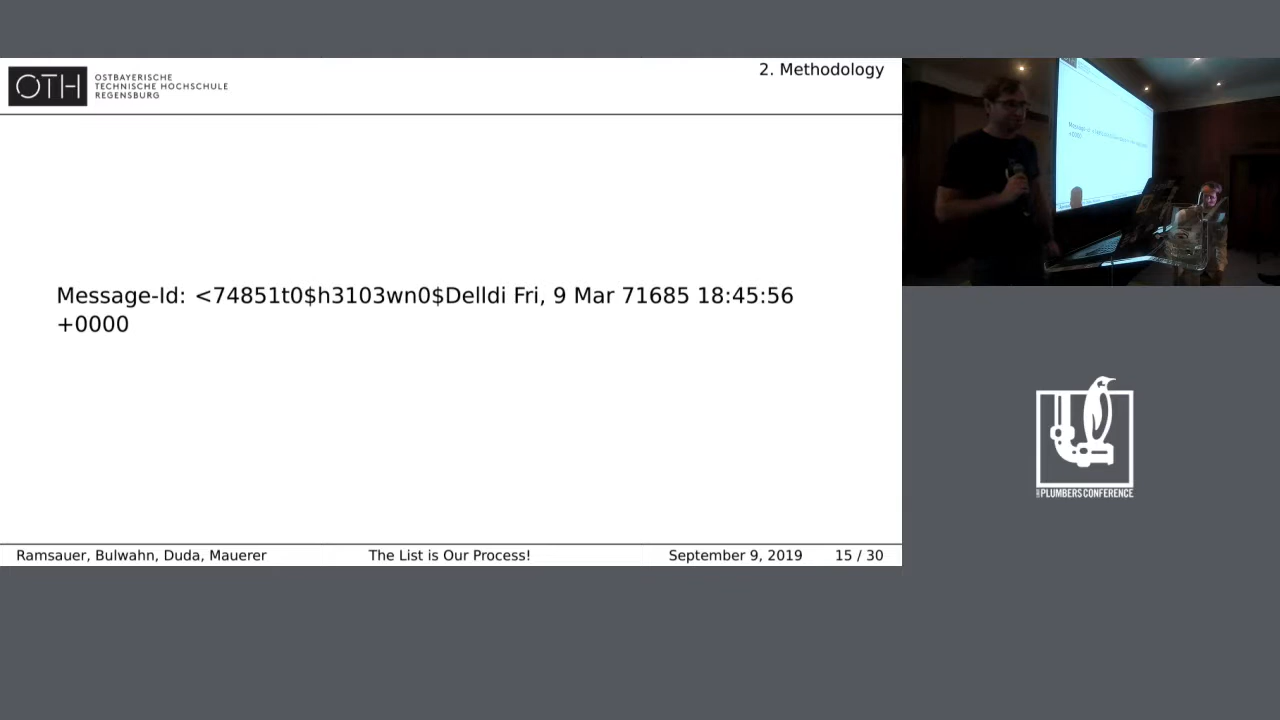 OTH
OSTBAYERISCHE
TECHNISCHE HOCHSCHULE
REGENSBURG
2. Methodology
Message-Id: <74851t0$h3103wn0$Delldi Fri, 9 Mar 71685 18:45:56
+0000
Ramsauer, Bulwahn, Duda, Mauerer
The List is Our Process!
September 9, 2019
15 / 30
PLUMBERS CONFERENCE